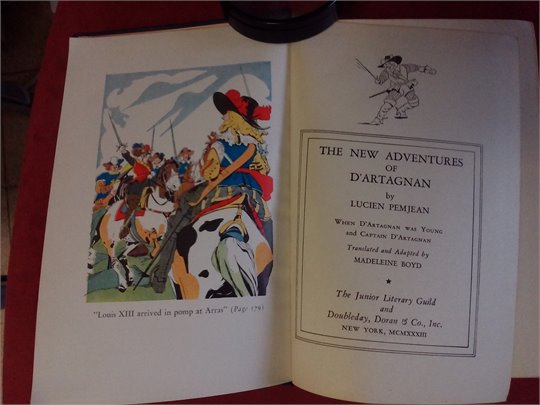 "Louis XIII arrived in pomp at Arras" (Page 179)
THE NEW ADVENTURES
OF
D'ARTAGNAN
by
LUCIEN PEMJEAN
WHEN D'ARTAGNAN WAS YOUNG
AND CAPTAIN D'ARTAGNAN
Translated and Adapted by
MADELEINE BOYD
The Junior Literary Guild
and
Doubleday, Doran & Co., Inc.
NEW YORK, MCMXXXIII